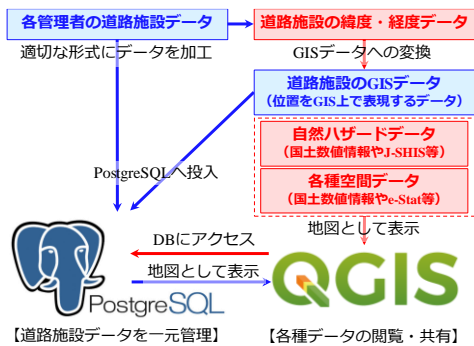 各管理者の道路施設データ
道路施設の緯度・経度データ
適切な形式にデータを加工
GISデータへの変換
道路施設のGISデータ
（位置をGIS上で表現するデータ）
自然ハザードデータ
（国土数値情報やJ-SHIS等）
PostgreSQLへ投入
各種空間データ
（国土数値情報やe-Stat等）
地図として表示
DBにアクセス
地図として表示
PostgreSQL
QGIS
【道路施設データを一元管理】
【各種データの閲覧・共有】